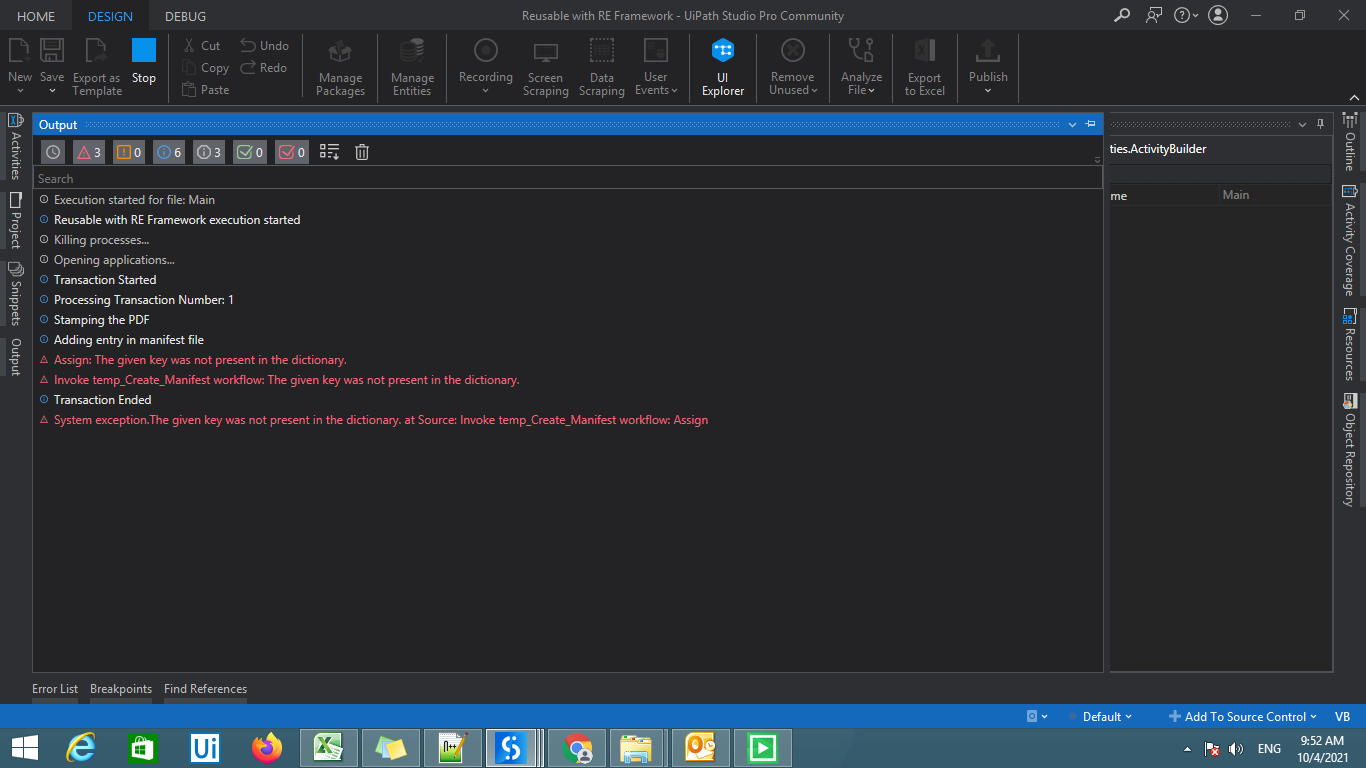 HOME DESIGN DEBUG
Reusable with RE Framework - UiPath Studio Pro Community
New Save Export as Template Stop
Cut Undo
Copy Redo
Paste
Manage Packages
Manage Entities
Recording
Screen Scraping
Data Scraping
User Events
UI Explorer
Remove Unused
Analyze File
Export to Excel
Publish
Activities
Project
Snippets
Output
Output
3 0 6 3 0 0
Search
Execution started for file: Main
Reusable with RE Framework execution started
Killing processes...
Opening applications...
Transaction Started
Processing Transaction Number: 1
Stamping the PDF
Adding entry in manifest file
Assign: The given key was not present in the dictionary.
Invoke temp_Create_Manifest workflow: The given key was not present in the dictionary.
Transaction Ended
System exception.The given key was not present in the dictionary. at Source: Invoke temp_Create_Manifest workflow: Assign
ties.ActivityBuilder
me Main
Outline
Activity Coverage
Resources
Object Repository
Error List Breakpoints Find References
Default Add To Source Control VB
Ui N++
ENG
9:52 AM
10/4/2021